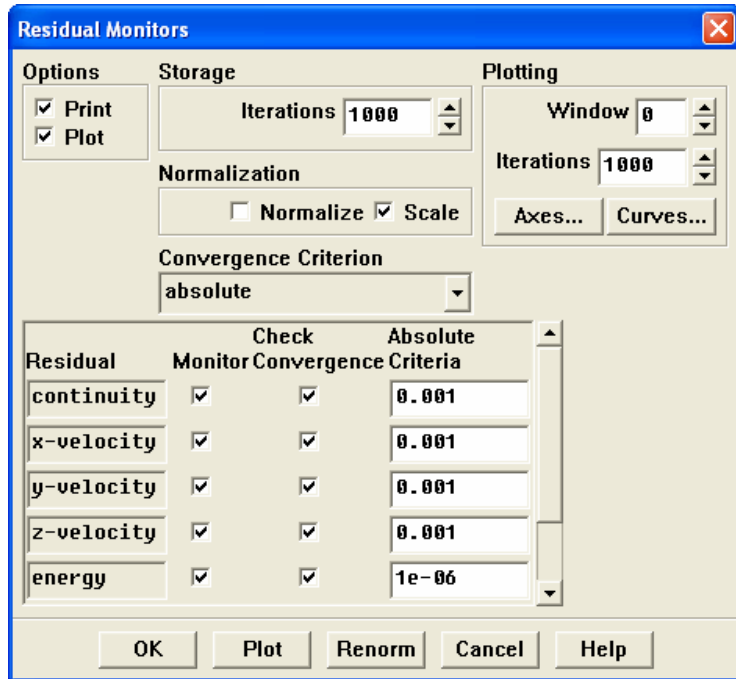 Residual Monitors
Options
Print
Plot
Storage
Iterations 1000
Normalization
Normalize Scale
Convergence Criterion
absolute
Plotting
Window 0
Iterations 1000
Axes... Curves...
Residual Monitor Check Convergence Absolute Criteria
continuity 0.001
x-velocity 0.001
y-velocity 0.001
z-velocity 0.001
energy 1e-06
OK Plot Renorm Cancel Help